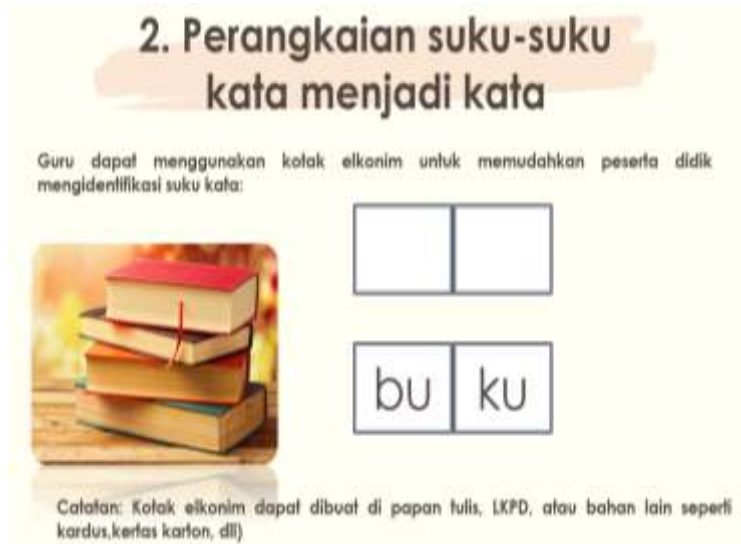 2. Perangkaian suku-suku
kata menjadi kata
Guru dapat menggunakan kotak elkonim untuk memudahkan peserta didik
mengidentifikasi suku kata:
bu ku
Catatan: Kotak elkonim dapat dibuat di papan tulis, LKPD, atau bahan lain seperti
kardus,kertas karton, dll)